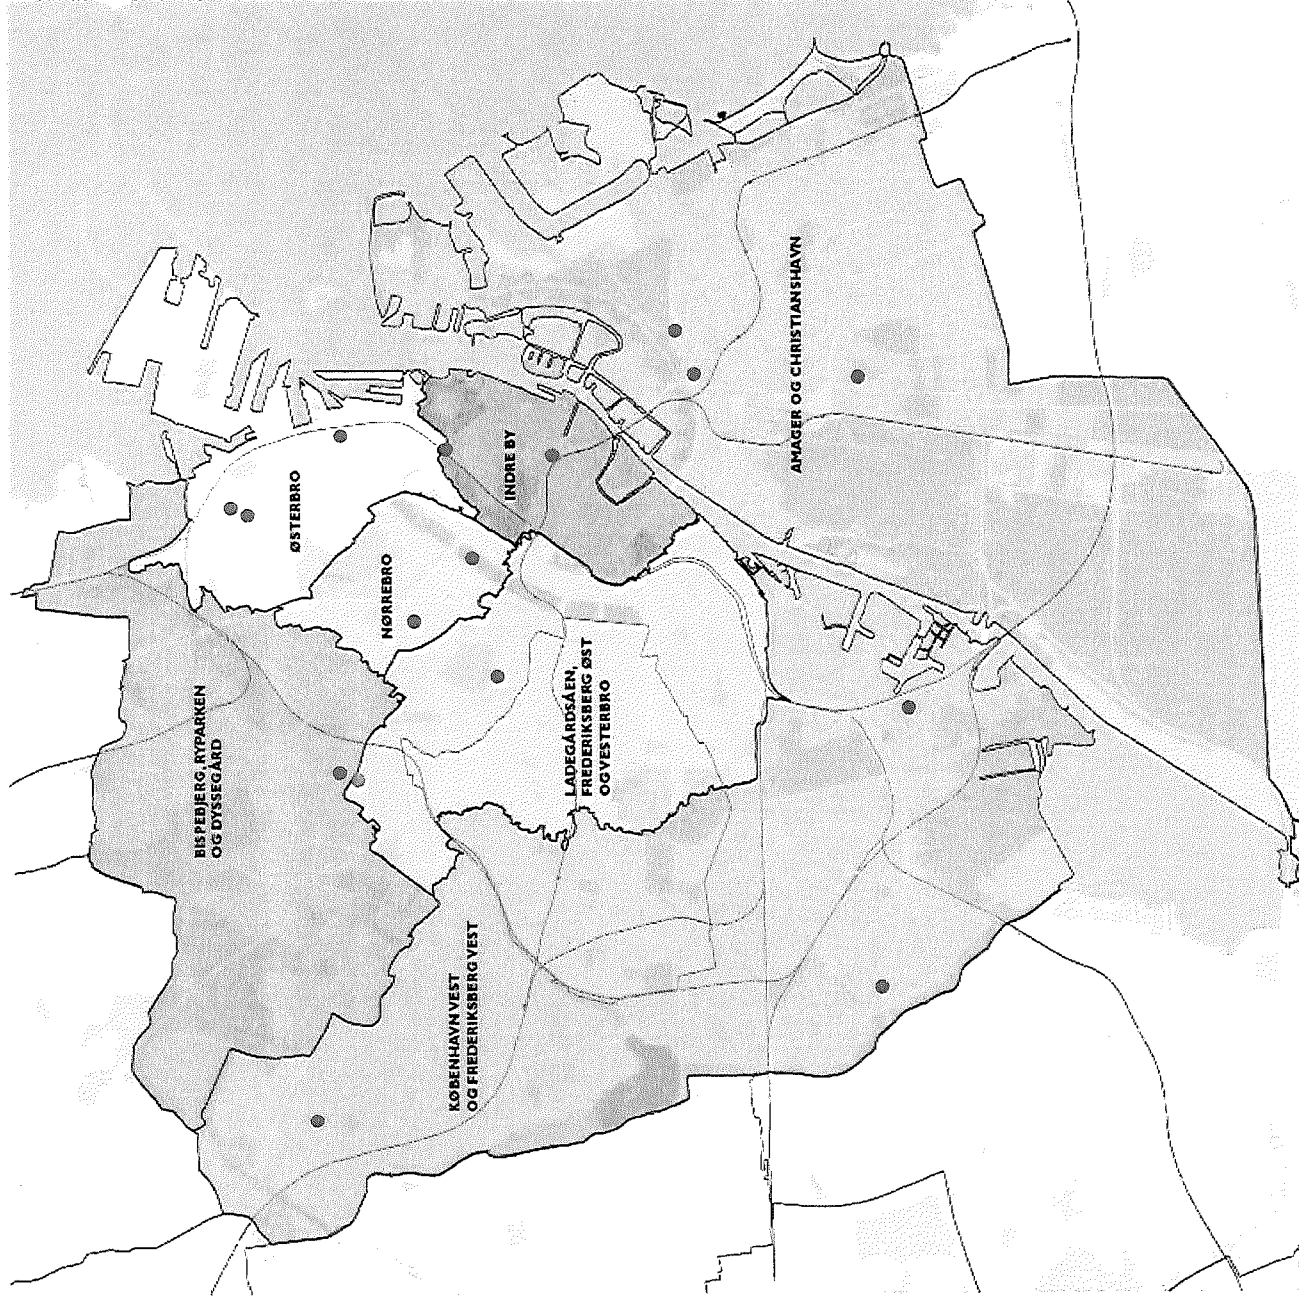 BISPEBJERG, RYPARKEN
OG DYSSEGÅRD
ØSTERBRO
NØRREBRO
KØBENHAVN VEST
OG FREDERIKSBERG VEST
INDRE BY
LADEGÅRDSÅEN,
FREDERIKSBERG ØST
OG VESTERBRO
AMAGER OG CHRISTIANSHAVN